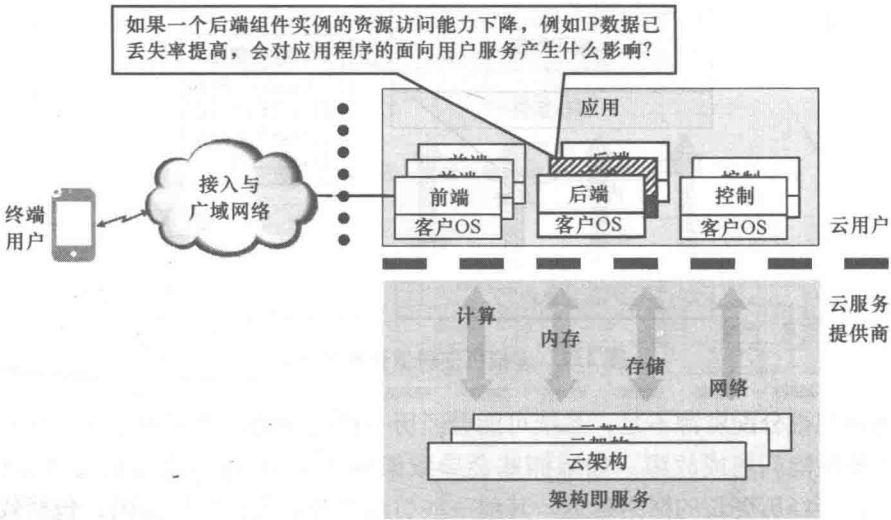 如果一个后端组件实例的资源访问能力下降，例如IP数据已
丢失率提高，会对应用程序的面向用户服务产生什么影响？
应用
终端
用户
接入与
广域网络
前端
客户OS
后端
客户OS
控制
客户OS
云用户
云服务
提供商
计算
内存
存储
网络
云架构
架构即服务